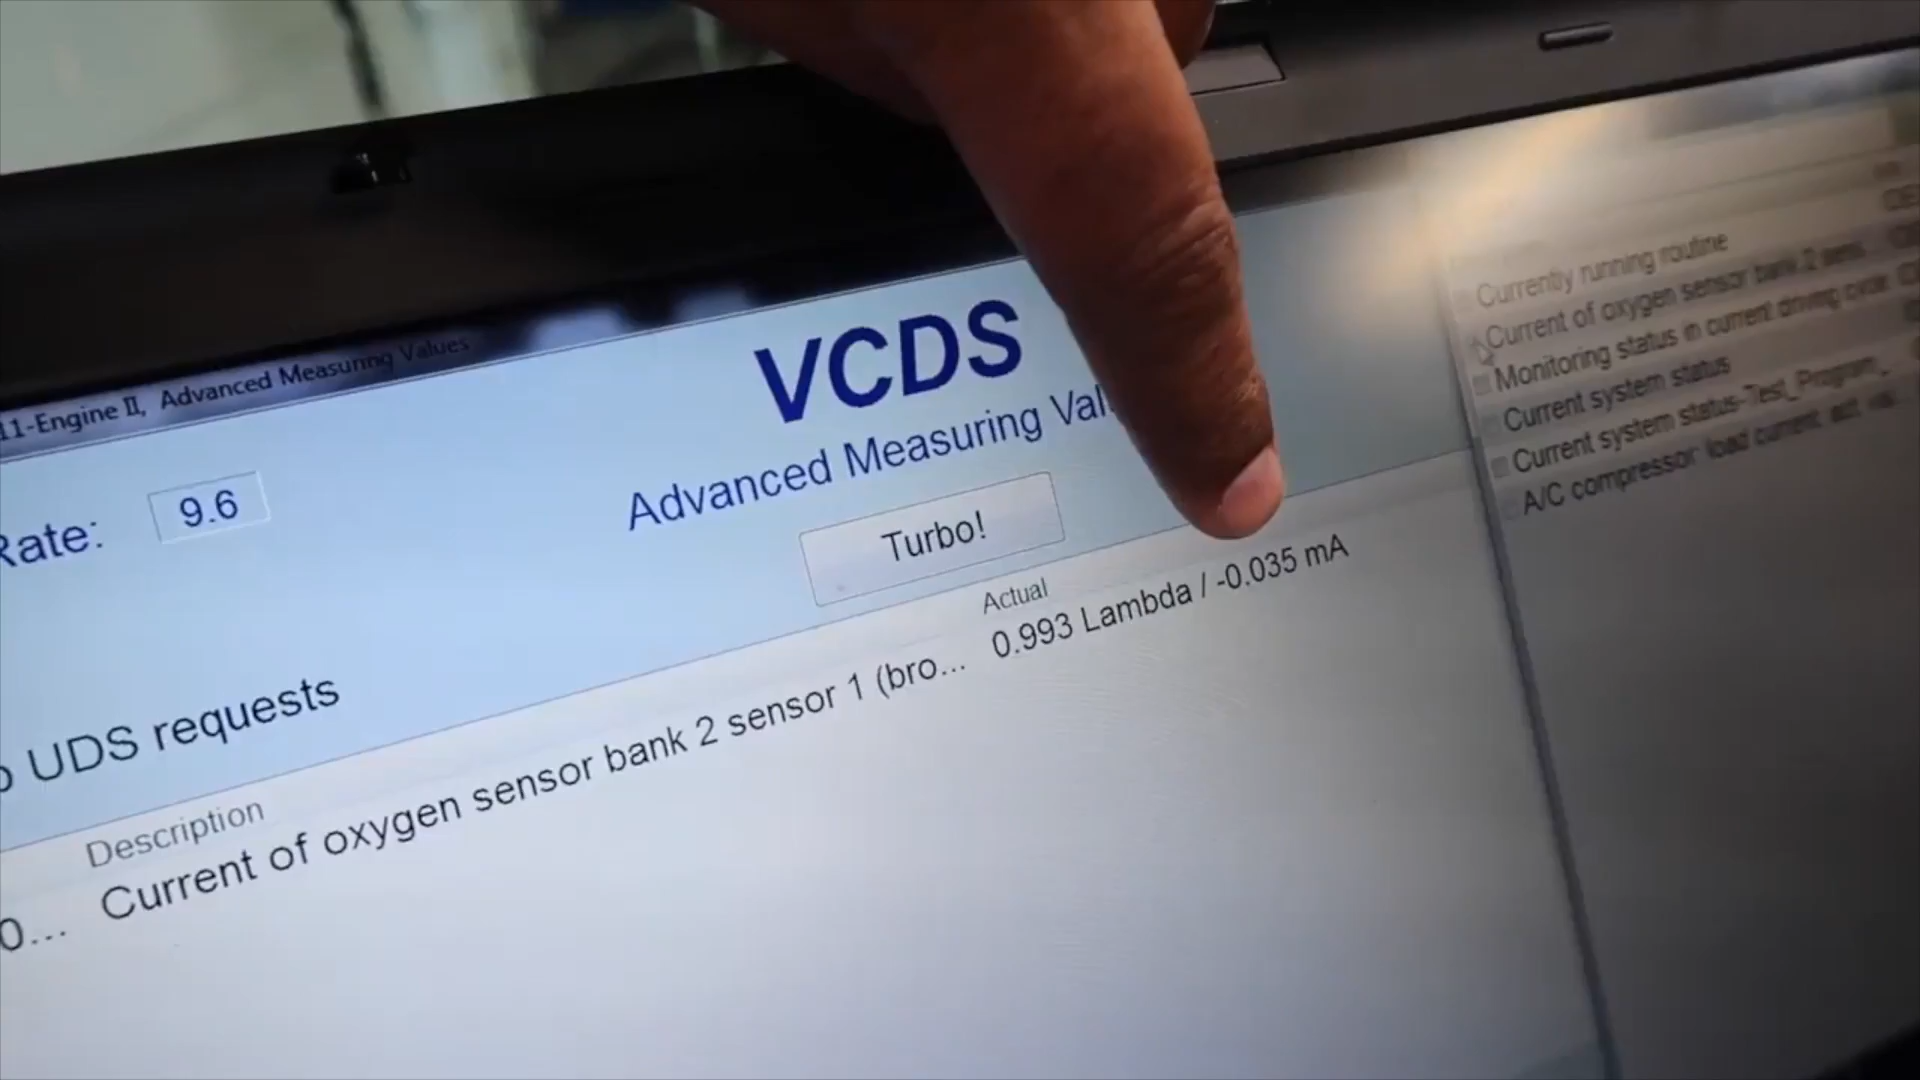 11-Engine II, Advanced Measuring Values
VCDS
Advanced Measuring Val
Rate: 9.6
Turbo!
UDS requests
Description
Actual
0... Current of oxygen sensor bank 2 sensor 1 (bro... 0.993 Lambda / -0.035 mA
Currently running routine
Current of oxygen sensor bank 2 sens
Monitoring status in current driving cycle
Current system status
Current system status-Test_Program_
A/C compressor: load current: act